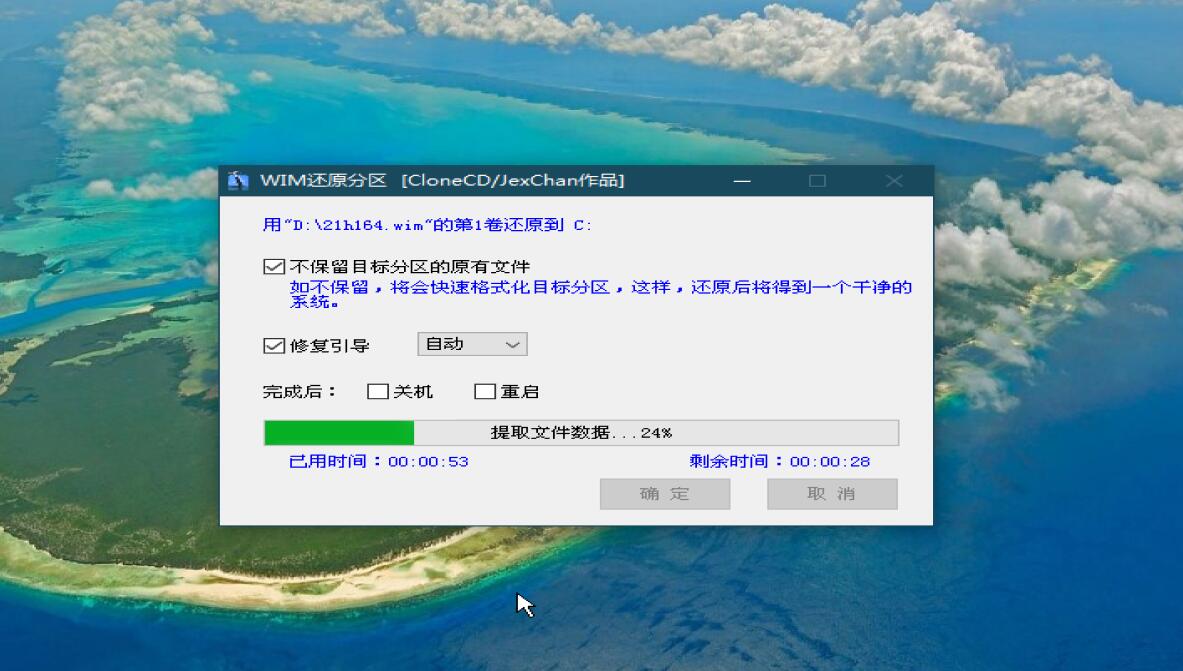 WIM还原分区 [CloneCD/JexChan作品]
用"D:\21h164.wim"的第1卷还原到 C:
不保留目标分区的原有文件
如不保留，将会快速格式化目标分区，这样，还原后将得到一个干净的
系统。
修复引导 自动
完成后： 关机 重启
提取文件数据...24%
已用时间：00:00:53 剩余时间：00:00:28
确 定 取 消